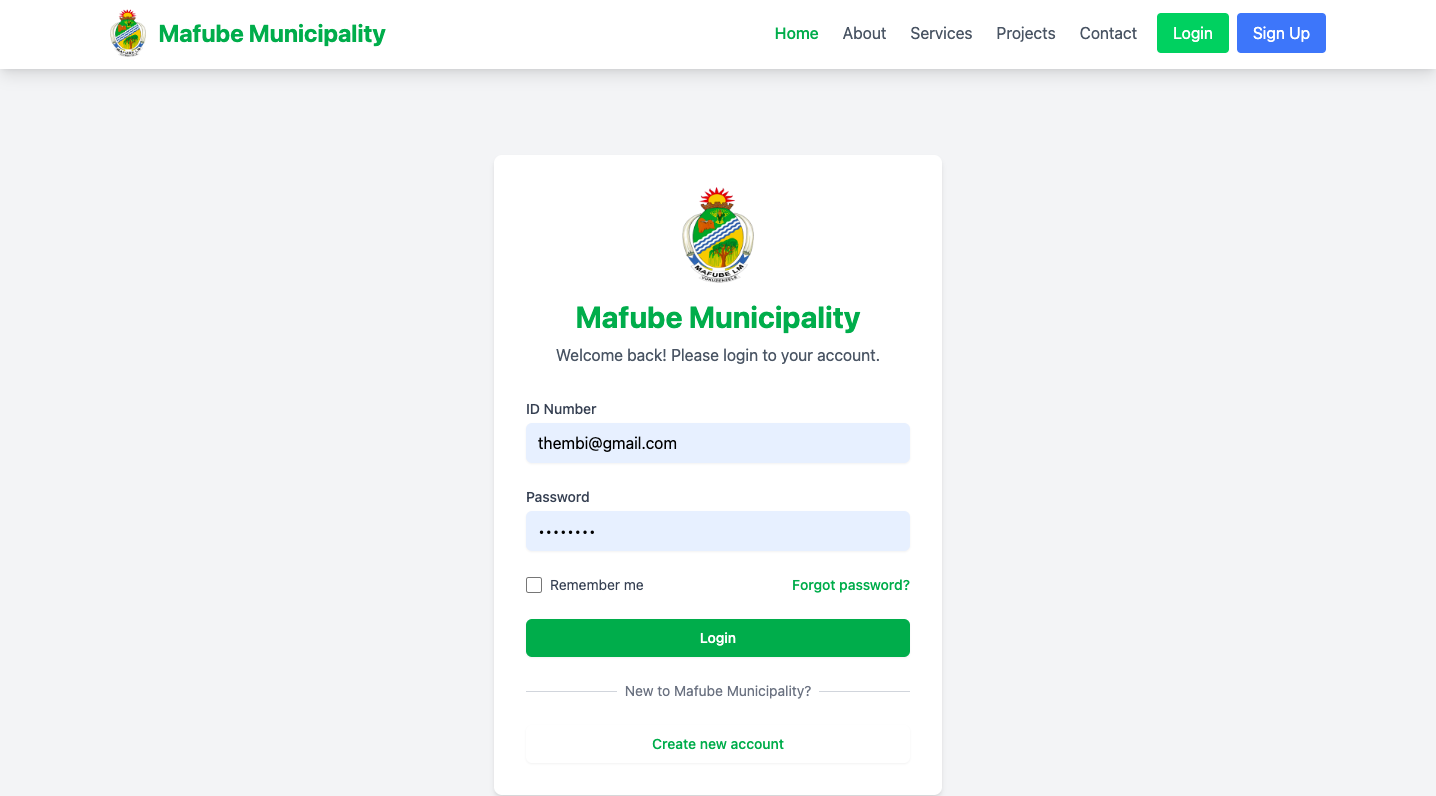 Mafube Municipality
Home About Services Projects Contact Login Sign Up
MAFUBE LM
Mafube Municipality
Welcome back! Please login to your account.
ID Number
thembi@gmail.com
Password
••••••••
Remember me Forgot password?
Login
New to Mafube Municipality?
Create new account